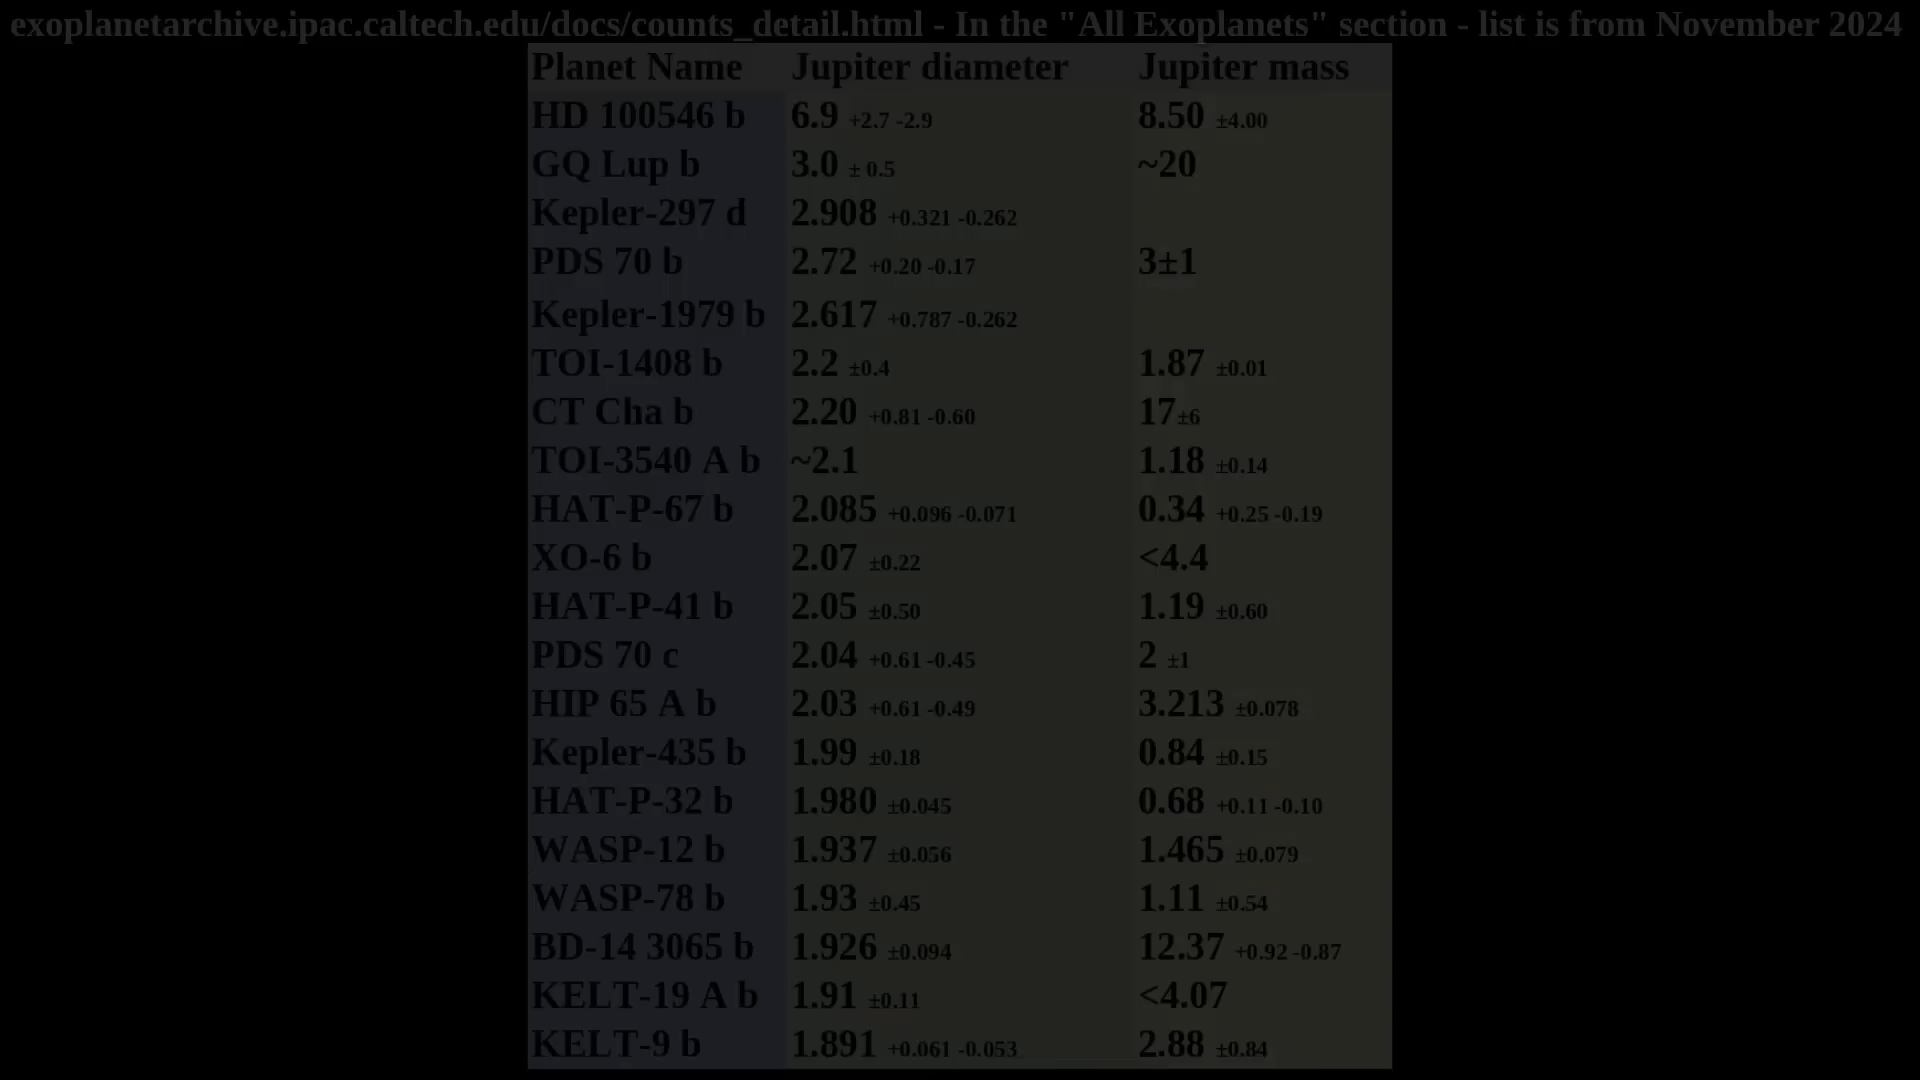 exoplanetarchive.ipac.caltech.edu/docs/counts_detail.html - In the "All Exoplanets" section - list is from November 2024
Planet Name Jupiter diameter Jupiter mass
HD 100546 b 6.9 +2.7 -2.9 8.50 ±4.00
GQ Lup b 3.0 ± 0.5 ~20
Kepler-297 d 2.908 +0.321 -0.262
PDS 70 b 2.72 +0.20 -0.17 3±1
Kepler-1979 b 2.617 +0.787 -0.262
TOI-1408 b 2.2 ±0.4 1.87 ±0.01
CT Cha b 2.20 +0.81 -0.60 17±6
TOI-3540 A b ~2.1 1.18 ±0.14
HAT-P-67 b 2.085 +0.096 -0.071 0.34 +0.25 -0.19
XO-6 b 2.07 ±0.22 <4.4
HAT-P-41 b 2.05 ±0.50 1.19 ±0.60
PDS 70 c 2.04 +0.61 -0.45 2 ±1
HIP 65 A b 2.03 +0.61 -0.49 3.213 ±0.078
Kepler-435 b 1.99 ±0.18 0.84 ±0.15
HAT-P-32 b 1.980 ±0.045 0.68 +0.11 -0.10
WASP-12 b 1.937 ±0.056 1.465 ±0.079
WASP-78 b 1.93 ±0.45 1.11 ±0.54
BD-14 3065 b 1.926 ±0.094 12.37 +0.92 -0.87
KELT-19 A b 1.91 ±0.11 <4.07
KELT-9 b 1.891 +0.061 -0.053 2.88 ±0.84